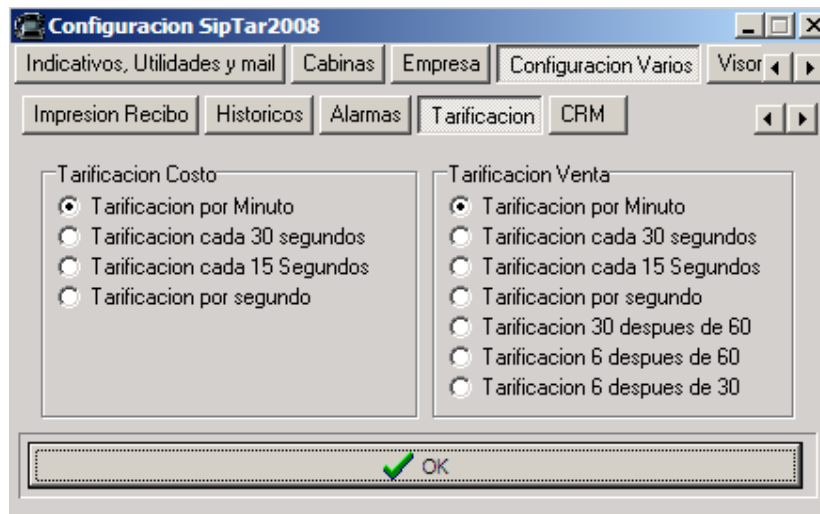 Configuracion SipTar2008
Indicativos, Utilidades y mail Cabinas Empresa Configuracion Varios Visor
Impresion Recibo Historicos Alarmas Tarificacion CRM
Tarificacion Costo
Tarificacion por Minuto
Tarificacion cada 30 segundos
Tarificacion cada 15 Segundos
Tarificacion por segundo
Tarificacion Venta
Tarificacion por Minuto
Tarificacion cada 30 segundos
Tarificacion cada 15 Segundos
Tarificacion por segundo
Tarificacion 30 despues de 60
Tarificacion 6 despues de 60
Tarificacion 6 despues de 30
OK